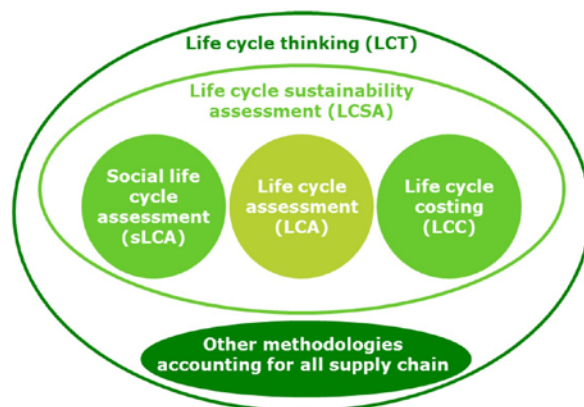 Life cycle thinking (LCT)
Life cycle sustainability
assessment (LCSA)
Social life
cycle
assessment
(sLCA)
Life cycle
assessment
(LCA)
Life cycle
costing
(LCC)
Other methodologies
accounting for all supply chain